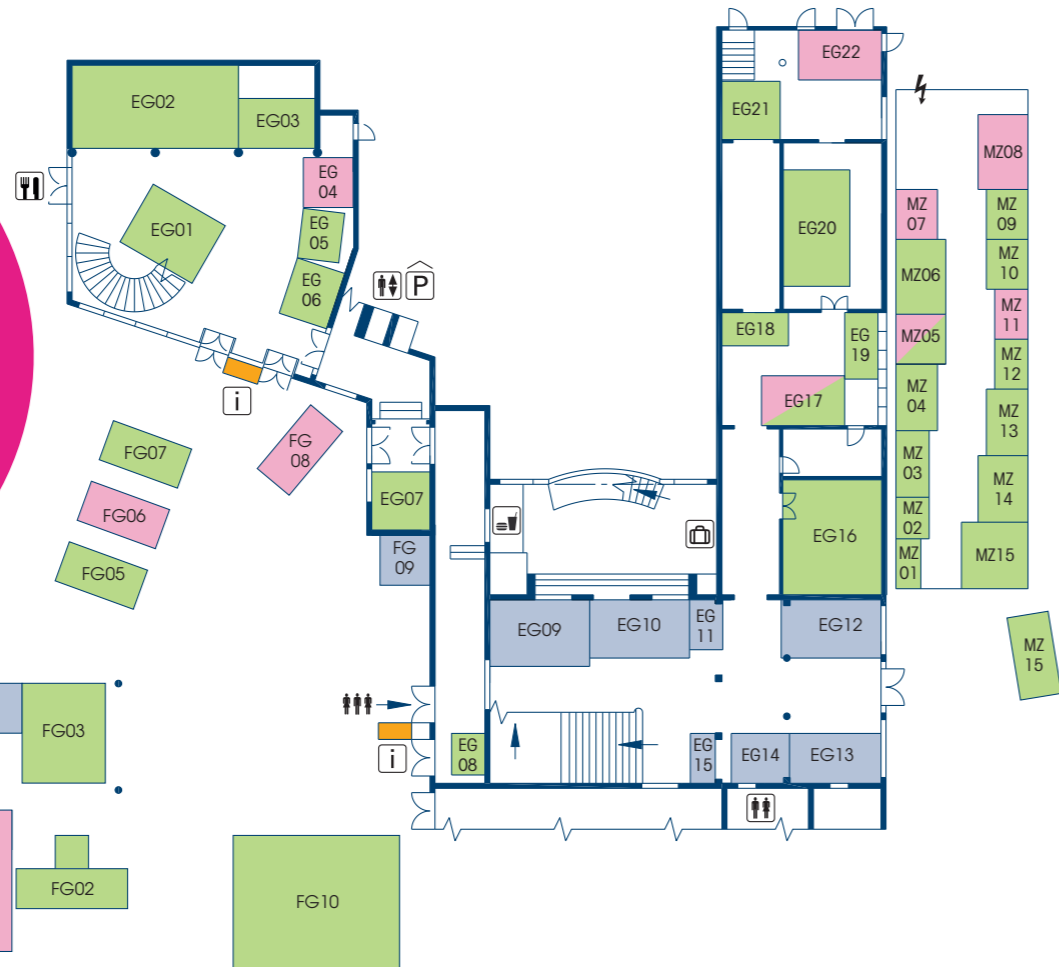 EG22
EG02
EG03
EG21
MZ08
EG
04
MZ
07
MZ
09
EG01
EG
05
EG20
MZ06
MZ
10
EG
06
P
MZ
11
EG18
EG
19
MZ05
MZ
12
i
EG17
MZ
04
MZ
13
FG
08
FG07
MZ
03
MZ
14
EG07
FG06
MZ
02
EG16
FG
09
MZ
01
MZ15
FG05
EG09
EG10
EG
11
EG12
MZ
15
FG03
i
EG
08
EG
15
EG14
EG13
FG02
FG10